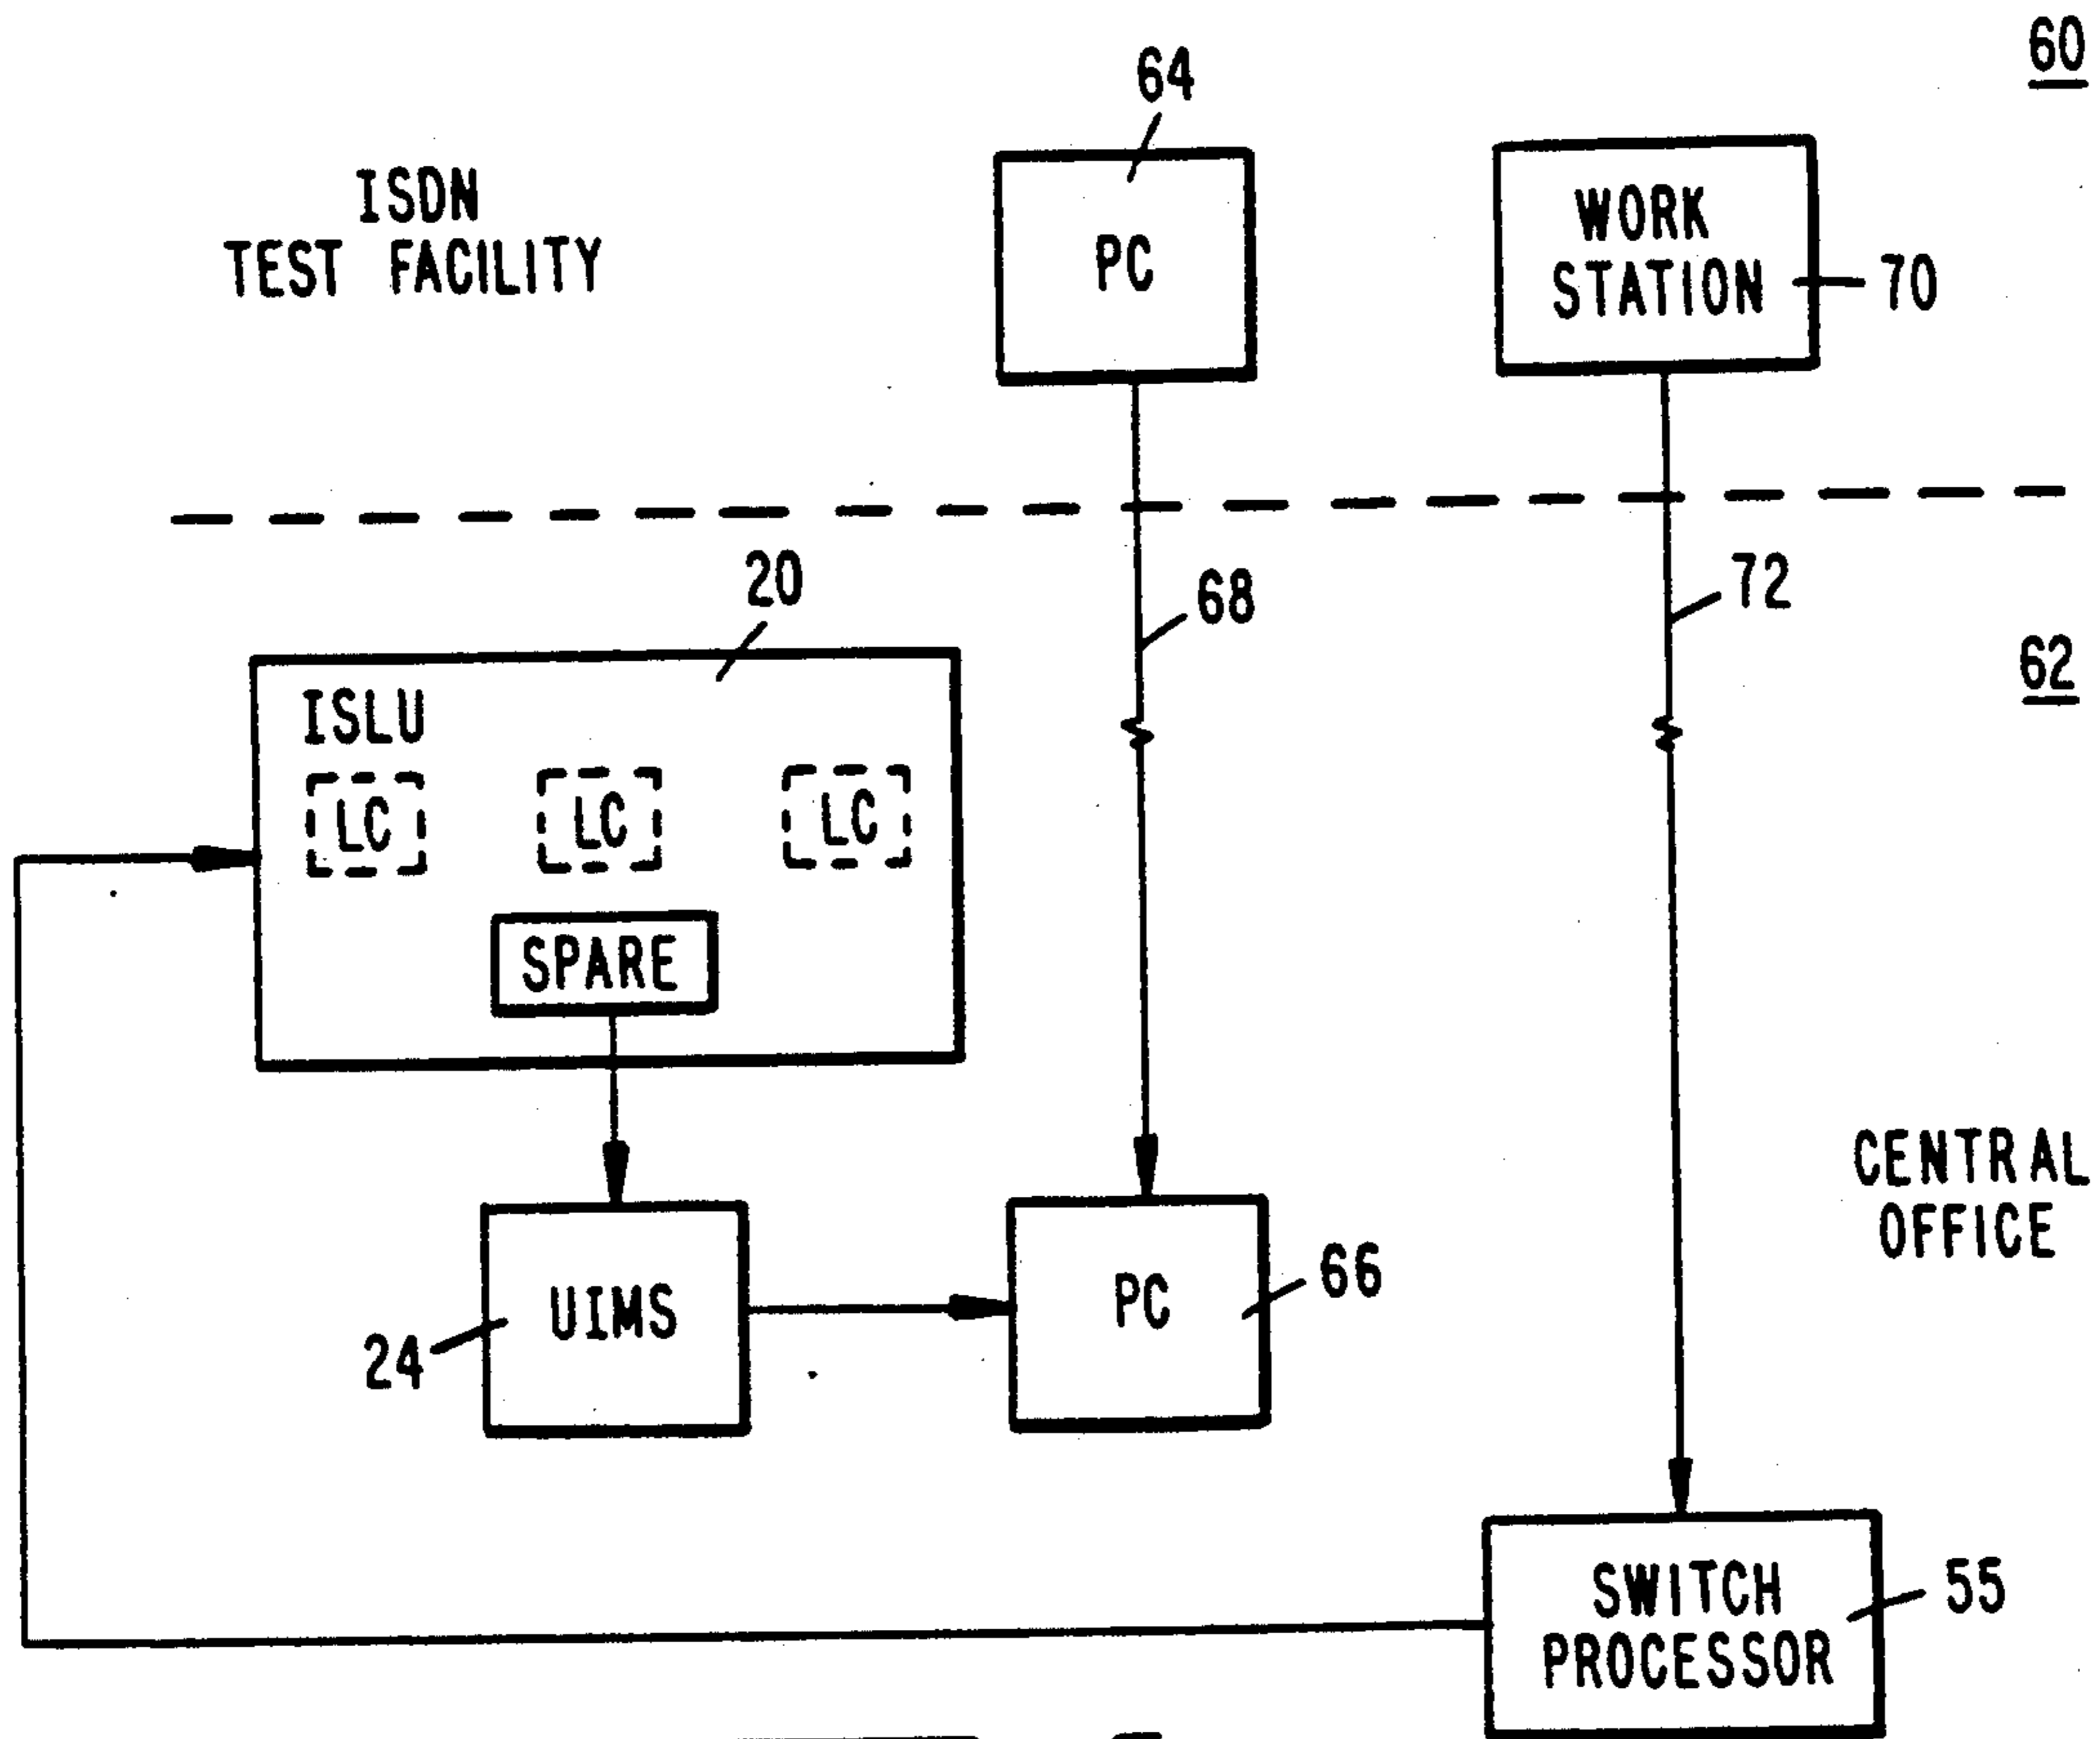 60
64
ISDN
TEST FACILITY
PC
WORK
STATION
70
20
68
72
62
ISLU
LC
LC
LC
SPARE
CENTRAL
OFFICE
UIMS
24
PC
66
SWITCH
PROCESSOR
55